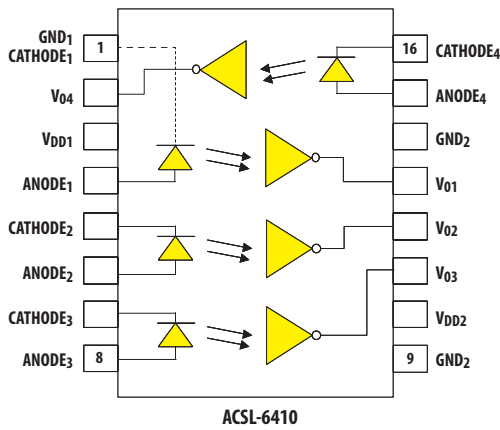 GND1
CATHODE1
1
16
CATHODE4
VO4
ANODE4
VDD1
GND2
ANODE1
VO1
CATHODE2
VO2
ANODE2
VO3
CATHODE3
VDD2
ANODE3
8
9
GND2
ACSL-6410